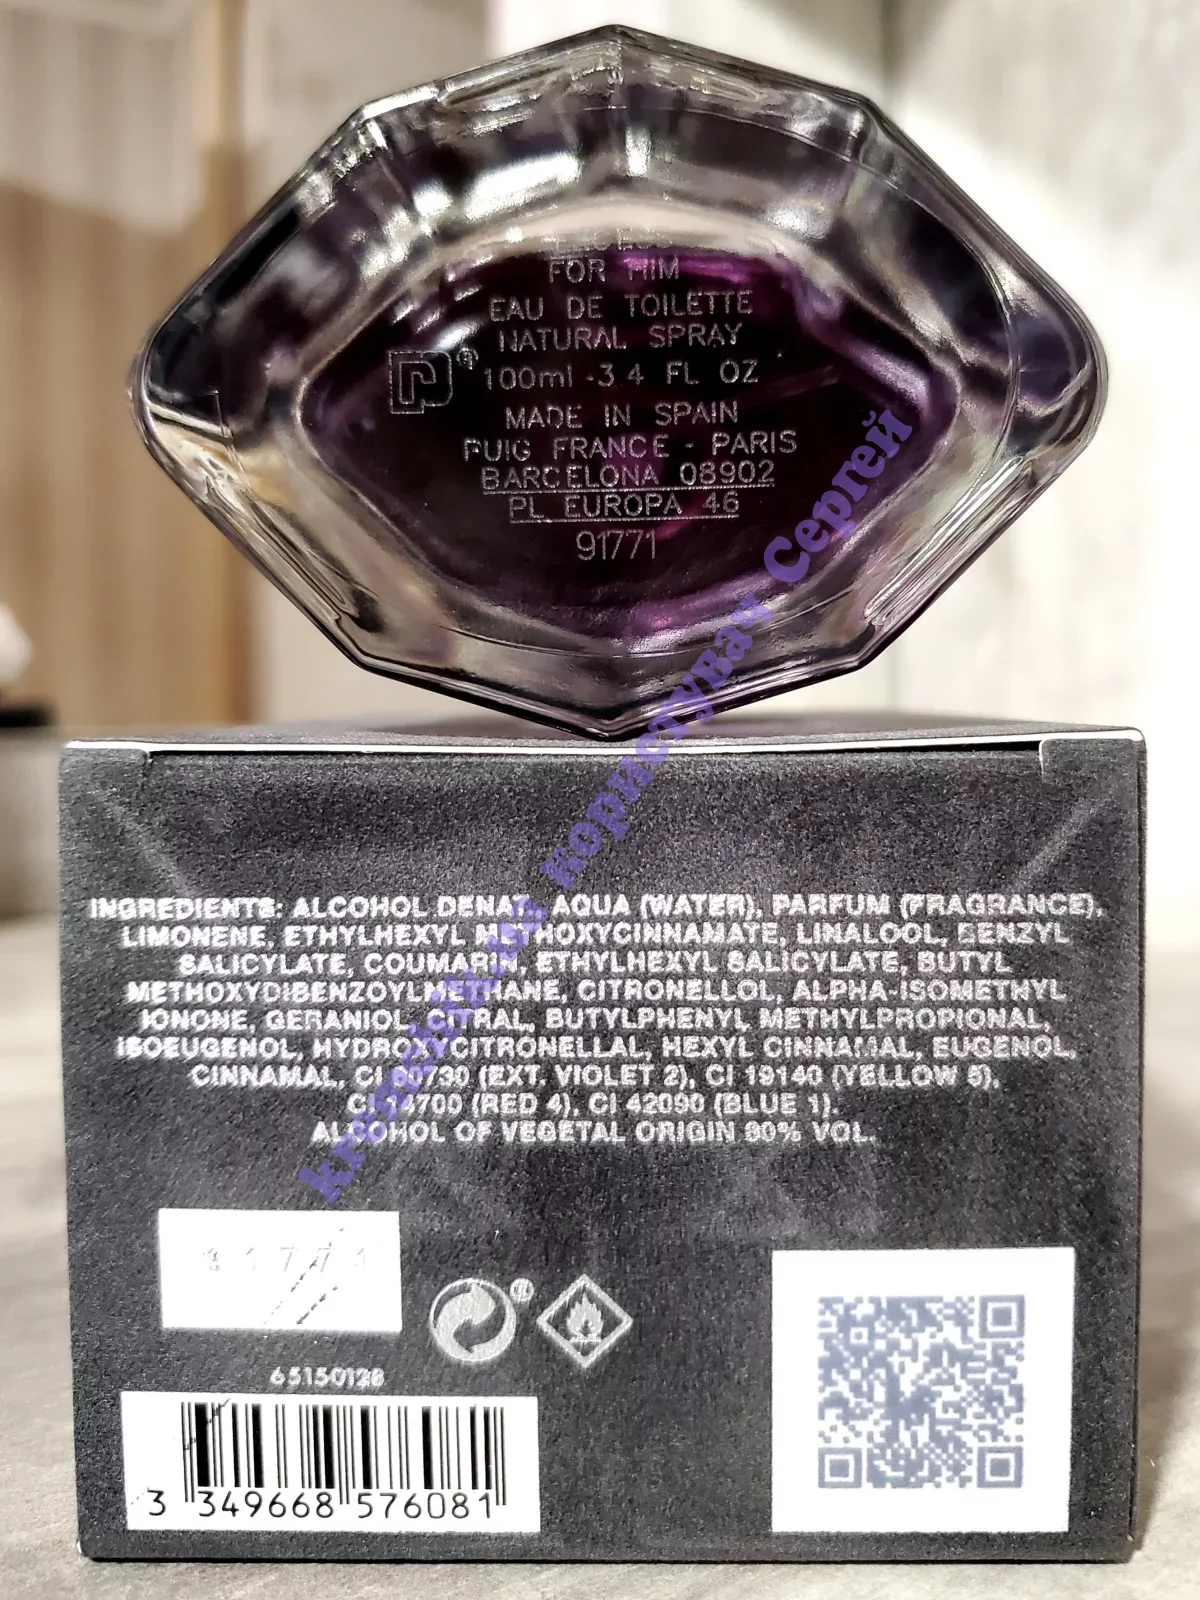 FOR HIM
EAU DE TOILETTE
NATURAL SPRAY
100ml -3.4 FL OZ
MADE IN SPAIN
PUIG FRANCE - PARIS
BARCELONA 08902
PL EUROPA 46
91771
INGREDIENTS: ALCOHOL DENAT., AQUA (WATER), PARFUM (FRAGRANCE),
LIMONENE, ETHYLHEXYL METHOXYCINNAMATE, LINALOOL, BENZYL
SALICYLATE, COUMARIN, ETHYLHEXYL SALICYLATE, BUTYL
METHOXYDIBENZOYLMETHANE, CITRONELLOL, ALPHA-ISOMETHYL
IONONE, GERANIOL, CITRAL, BUTYLPHENYL METHYLPROPIONAL,
ISOEUGENOL, HYDROXYCITRONELLAL, HEXYL CINNAMAL, EUGENOL,
CINNAMAL, CI 60730 (EXT. VIOLET 2), CI 19140 (YELLOW 5),
CI 14700 (RED 4), CI 42090 (BLUE 1).
ALCOHOL OF VEGETAL ORIGIN 80% VOL.
91771
65150128
3 349668 576081
користувач Сергей